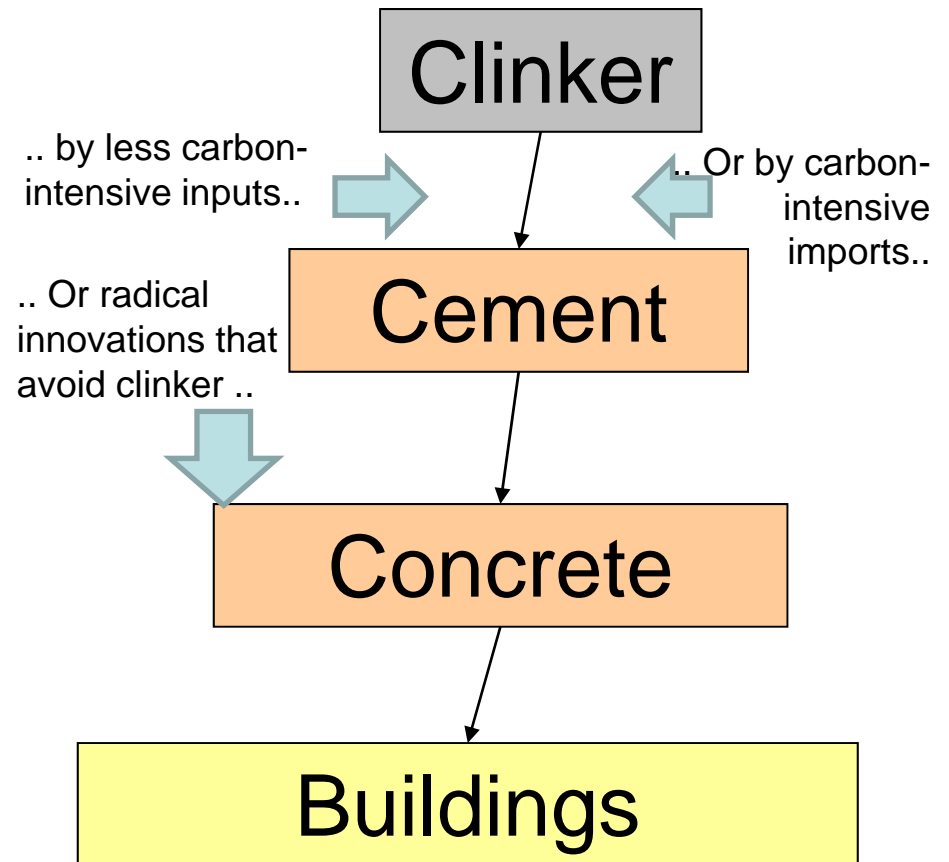 Clinker
.. by less carbon-
intensive inputs..
.. Or by carbon-
intensive
imports..
Cement
.. Or radical
innovations that
avoid clinker ..
Concrete
Buildings